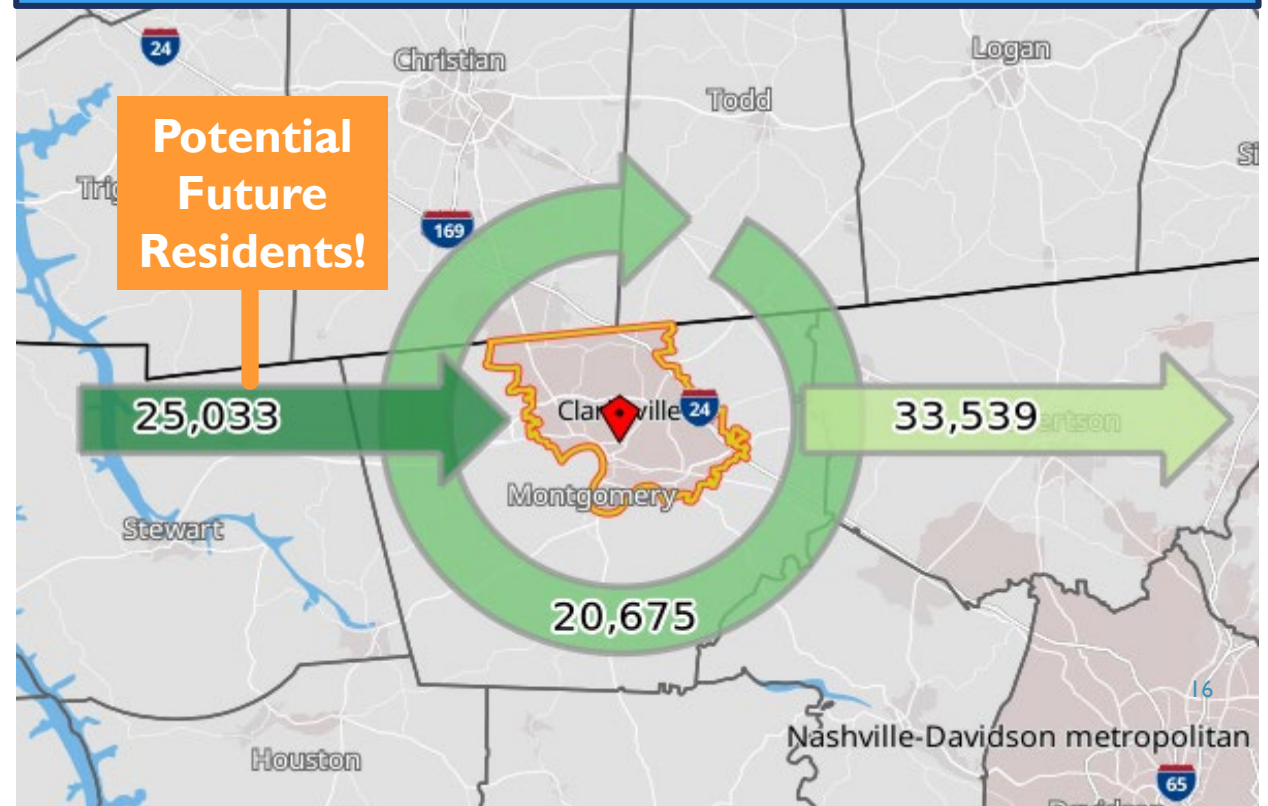 24
Christian
Logan
Todd
Potential
Future
Residents!
169
25,033
24
33,539
Montgomery
Stewart
20,675
16
Nashville-Davidson metropolitan
Houston
65